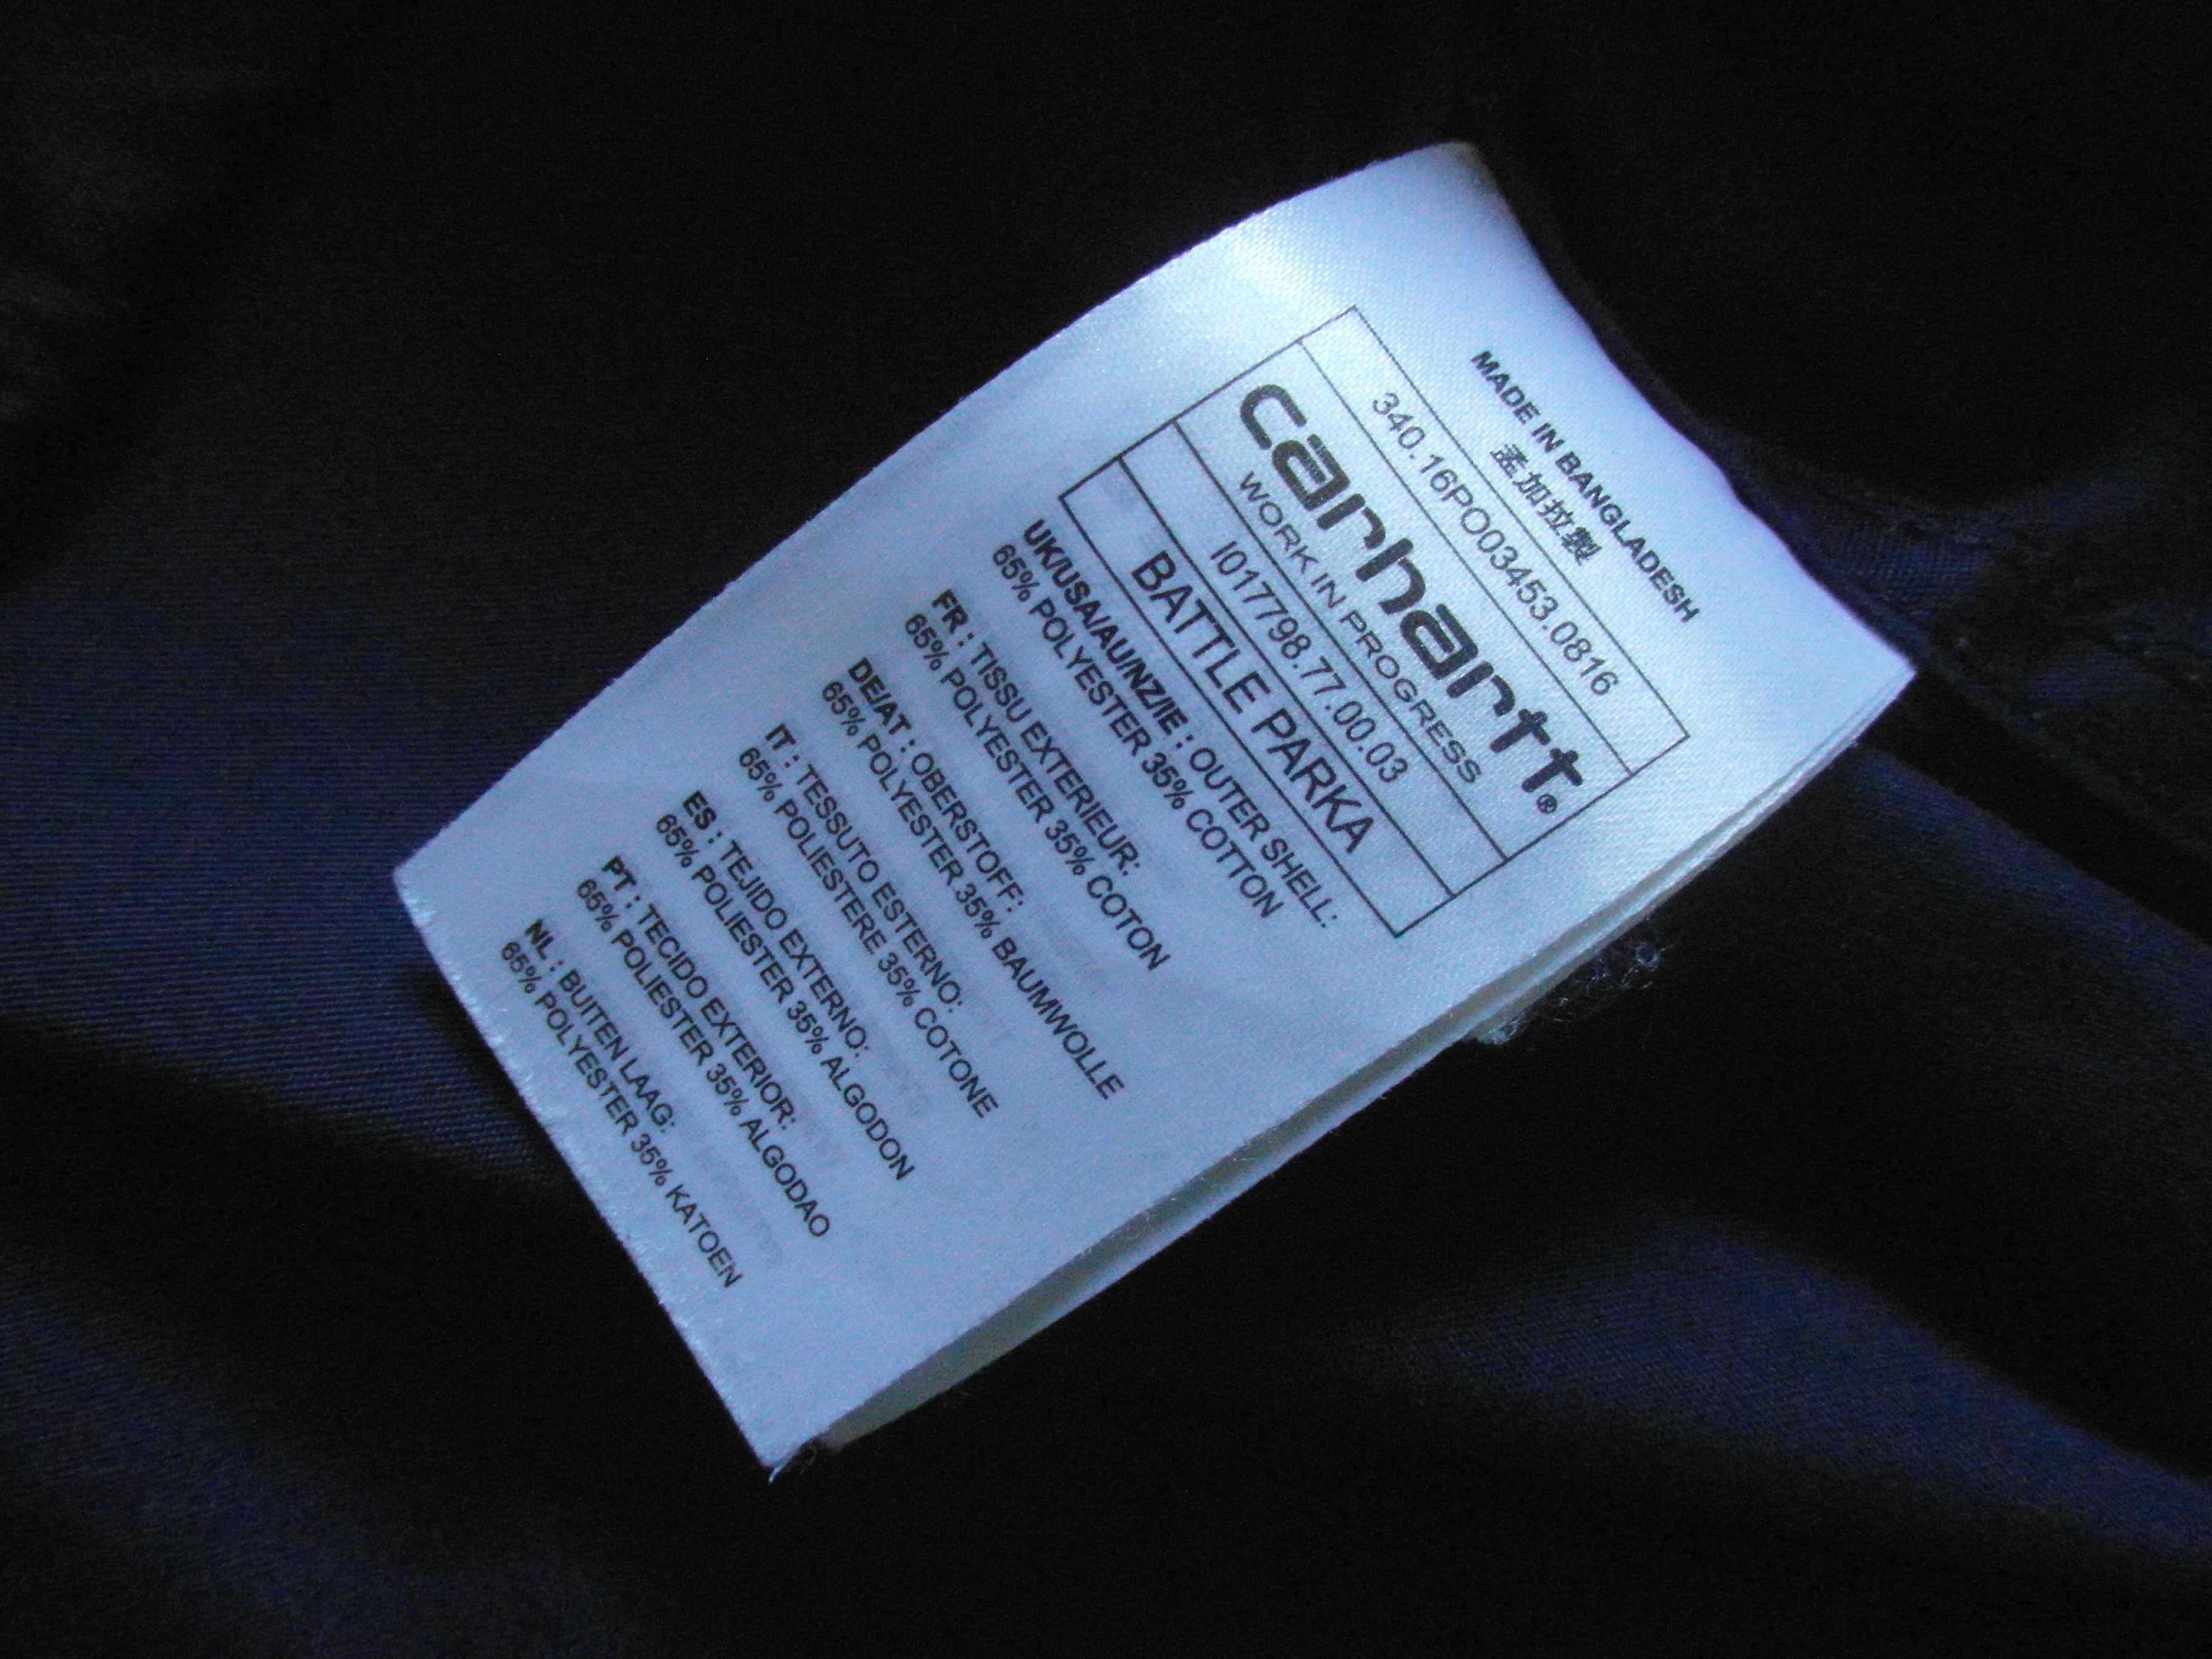 MADE IN BANGLADESH
孟加拉製
340.16PO03453.0816
carhartt®
WORK IN PROGRESS
I017798.77.00.03
BATTLE PARKA
UK/USA/AU/NZ/IE : OUTER SHELL:
65% POLYESTER 35% COTTON
FR : TISSU EXTERIEUR:
65% POLYESTER 35% COTON
DE/AT : OBERSTOFF:
65% POLYESTER 35% BAUMWOLLE
IT : TESSUTO ESTERNO:
65% POLIESTERE 35% COTONE
ES : TEJIDO EXTERNO:
65% POLIESTER 35% ALGODON
PT : TECIDO EXTERIOR:
65% POLIESTER 35% ALGODAO
NL : BUITEN LAAG:
65% POLYESTER 35% KATOEN